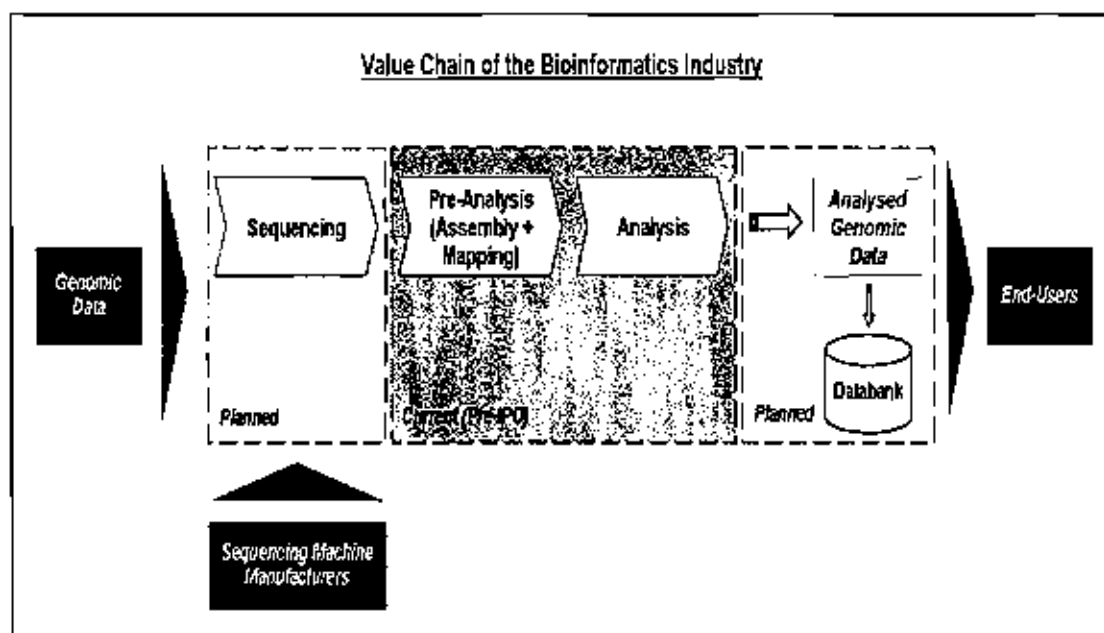 Value Chain of the Bioinformatics Industry
Genomic
Data
Sequencing
Planned
Pre-Analysis
(Assembly +
Mapping)
Analysis
Current (Pre-IPO)
Analysed
Genomic
Data
Databank
Planned
End-Users
Sequencing Machine
Manufacturers